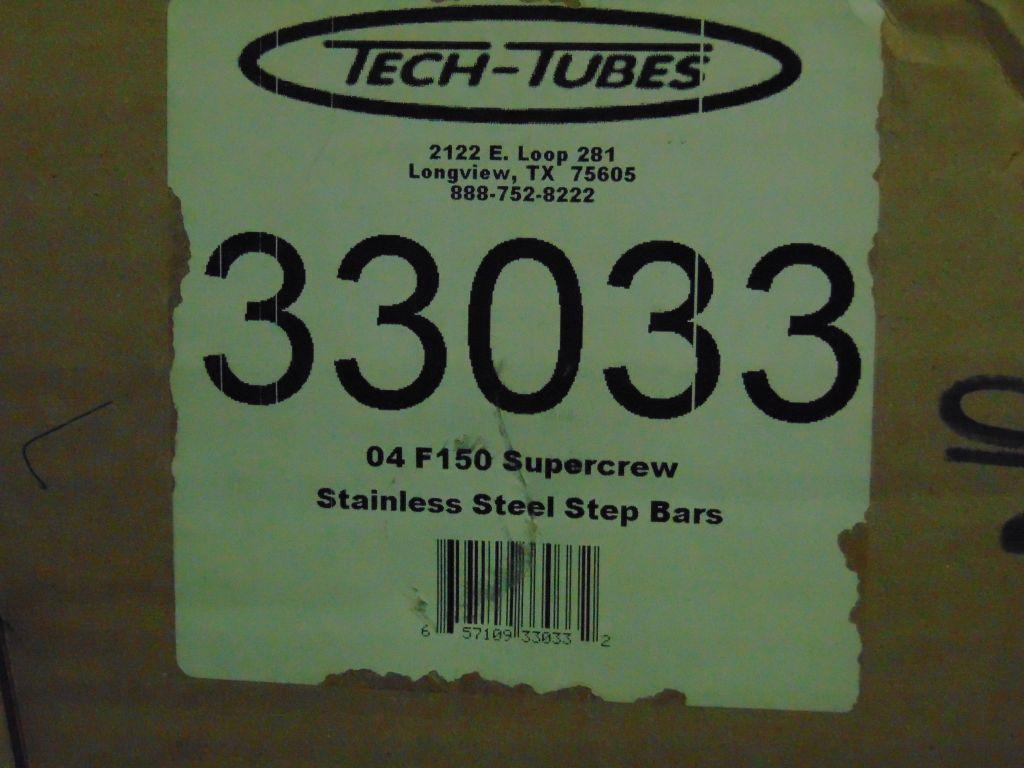 TECH-TUBES
2122 E. Loop 281
Longview, TX 75605
888-752-8222
33033
04 F150 Supercrew
Stainless Steel Step Bars
6 57109 33033 2